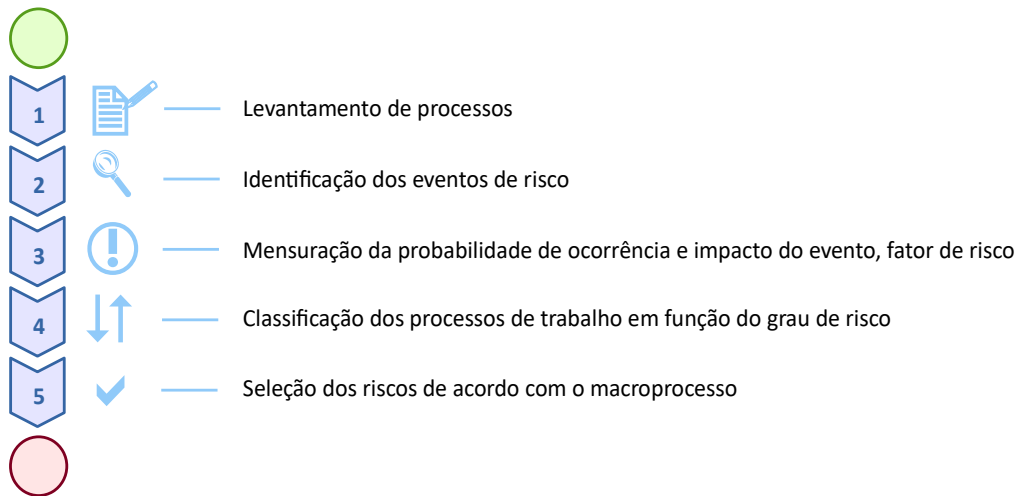 1 Levantamento de processos
2 Identificação dos eventos de risco
3 Mensuração da probabilidade de ocorrência e impacto do evento, fator de risco
4 Classificação dos processos de trabalho em função do grau de risco
5 Seleção dos riscos de acordo com o macroprocesso